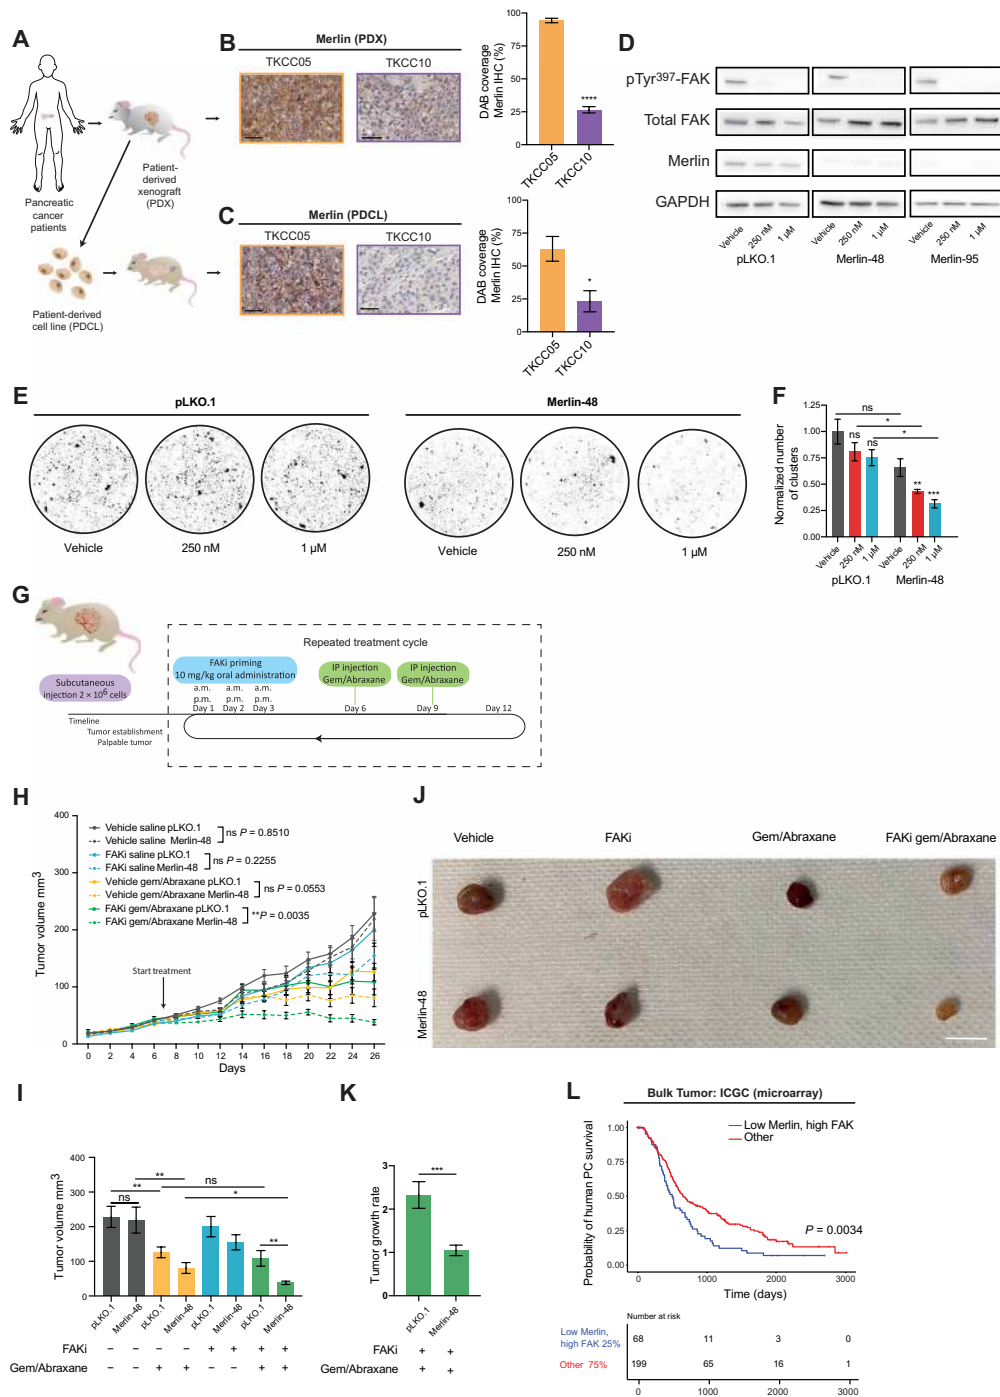 A
Pancreatic
cancer
patients
Patient-
derived
xenograft
(PDX)
Patient-derived
cell line (PDCL)
B
Merlin (PDX)
TKCC05
TKCC10
DAB coverage
Merlin IHC (%)
100
75
50
25
0
****
TKCC05
TKCC10
C
Merlin (PDCL)
TKCC05
TKCC10
DAB coverage
Merlin IHC (%)
100
75
50
25
0
*
TKCC05
TKCC10
D
pTyr397-FAK
Total FAK
Merlin
GAPDH
Vehicle 250 nM 1 µM Vehicle 250 nM 1 µM Vehicle 250 nM 1 µM
pLKO.1 Merlin-48 Merlin-95
E
pLKO.1 Merlin-48
Vehicle 250 nM 1 µM Vehicle 250 nM 1 µM
F
Normalized number
of clusters
1.25
1.00
0.75
0.50
0.25
0.00
ns
*
*
ns
ns
**
***
Vehicle 250 nM 1 µM Vehicle 250 nM 1 µM
pLKO.1 Merlin-48
G
Repeated treatment cycle
Subcutaneous
injection 2 × 10⁶ cells
FAKi priming
10 mg/kg oral administration
IP injection
Gem/Abraxane
IP injection
Gem/Abraxane
a.m. a.m. a.m.
p.m. p.m. p.m.
Day 1 Day 2 Day 3 Day 6 Day 9 Day 12
Timeline
Tumor establishment
Palpable tumor
H
Tumor volume mm3
400
300
200
100
0
Vehicle saline pLKO.1
Vehicle saline Merlin-48
ns P = 0.8510
FAKi saline pLKO.1
FAKi saline Merlin-48
ns P = 0.2255
Vehicle gem/Abraxane pLKO.1
Vehicle gem/Abraxane Merlin-48
ns P = 0.0553
FAKi gem/Abraxane pLKO.1
FAKi gem/Abraxane Merlin-48
**P = 0.0035
Start treatment
0 2 4 6 8 10 12 14 16 18 20 22 24 26
Days
J
Vehicle FAKi Gem/Abraxane FAKi gem/Abraxane
pLKO.1
Merlin-48
I
Tumor volume mm³
400
300
200
100
0
ns
**
**
ns
*
**
pLKO.1 Merlin-48 pLKO.1 Merlin-48 pLKO.1 Merlin-48 pLKO.1 Merlin-48
FAKi – – – – + + + +
Gem/Abraxane – – + + – – + +
K
Tumor growth rate
3
2
1
0
***
pLKO.1 Merlin-48
FAKi + +
Gem/Abraxane + +
L
Bulk Tumor: ICGC (microarray)
Probability of human PC survival
1.00
0.75
0.50
0.25
0.00
Low Merlin, high FAK
Other
P = 0.0034
0 1000 2000 3000
Time (days)
Number at risk
Low Merlin,
high FAK 25%
68 11 3 0
Other 75% 199 65 16 1
0 1000 2000 3000